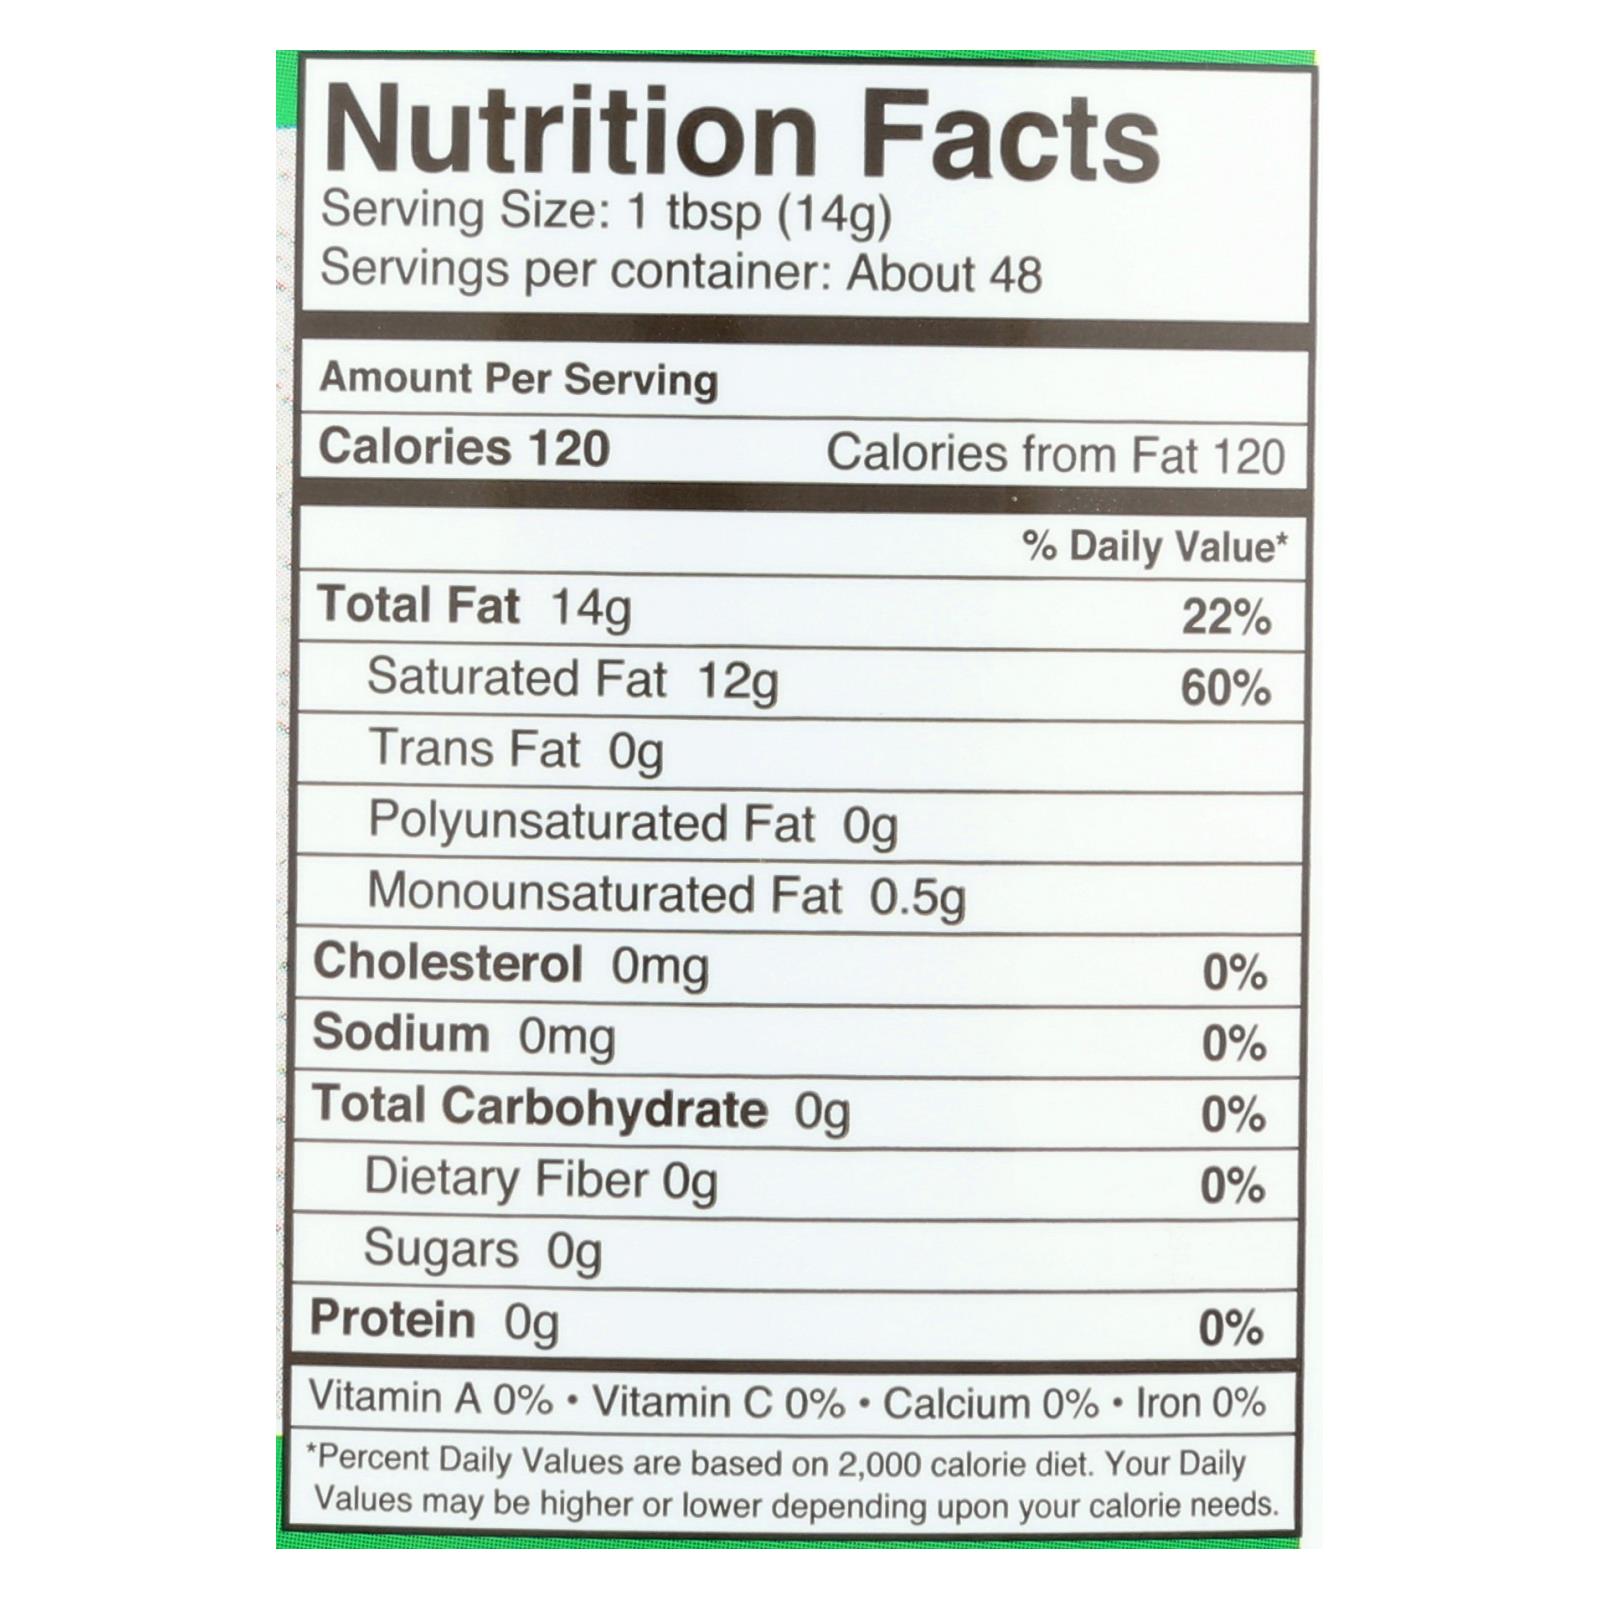 Nutrition Facts
Serving Size: 1 tbsp (14g)
Servings per container: About 48
Amount Per Serving
Calories 120 Calories from Fat 120
% Daily Value*
Total Fat 14g 22%
Saturated Fat 12g 60%
Trans Fat 0g
Polyunsaturated Fat 0g
Monounsaturated Fat 0.5g
Cholesterol 0mg 0%
Sodium 0mg 0%
Total Carbohydrate 0g 0%
Dietary Fiber 0g 0%
Sugars 0g
Protein 0g 0%
Vitamin A 0% • Vitamin C 0% • Calcium 0% • Iron 0%
*Percent Daily Values are based on 2,000 calorie diet. Your Daily
Values may be higher or lower depending upon your calorie needs.